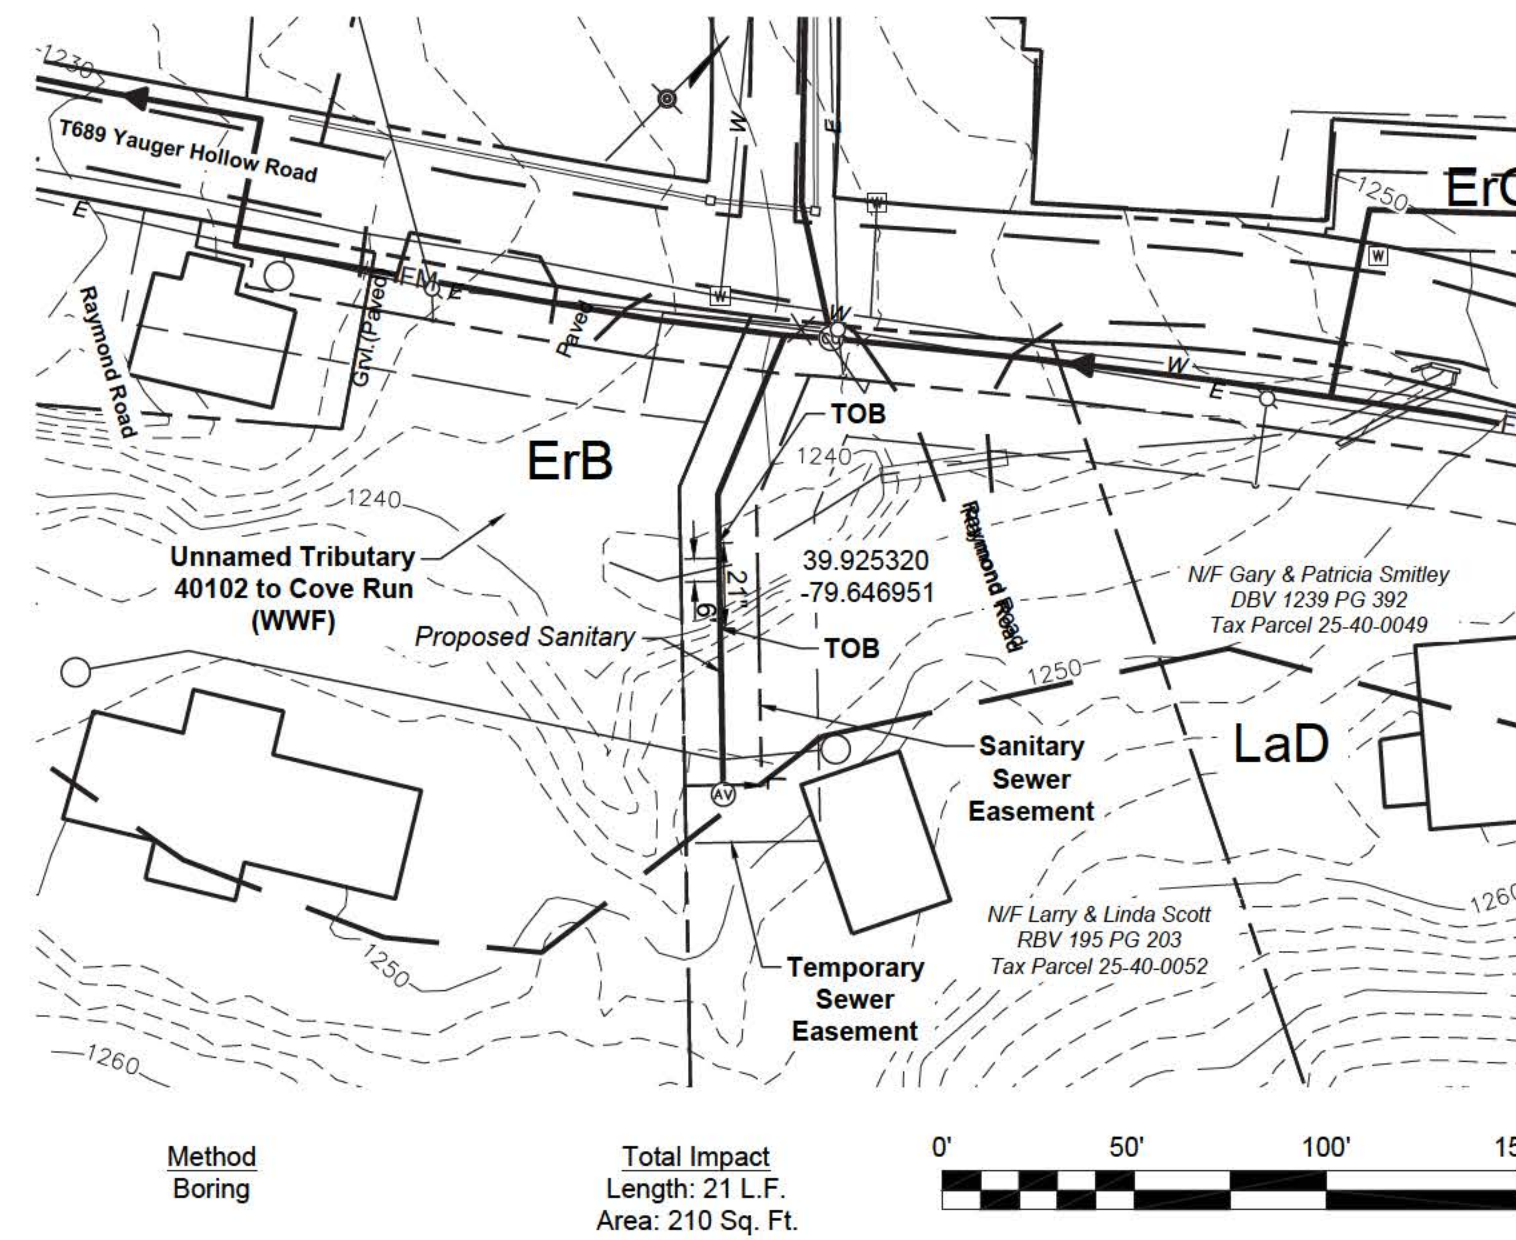 1230
T689 Yauger Hollow Road
W
E
W
1250
ErC
W
E
FM
E
W
W
Raymond Road
Grvl.(Paved)
Paved
W
E
TOB
ErB
1240
1240
Unnamed Tributary
40102 to Cove Run
(WWF)
21"
6'
39.925320
-79.646951
Raymond Road
Proposed Sanitary
TOB
N/F Gary & Patricia Smitley
DBV 1239 PG 392
Tax Parcel 25-40-0049
1250
LaD
Sanitary
Sewer
Easement
AV
N/F Larry & Linda Scott
RBV 195 PG 203
Tax Parcel 25-40-0052
1260
1250
Temporary
Sewer
Easement
1260
Method
Boring
Total Impact
Length: 21 L.F.
Area: 210 Sq. Ft.
0'
50'
100'
15